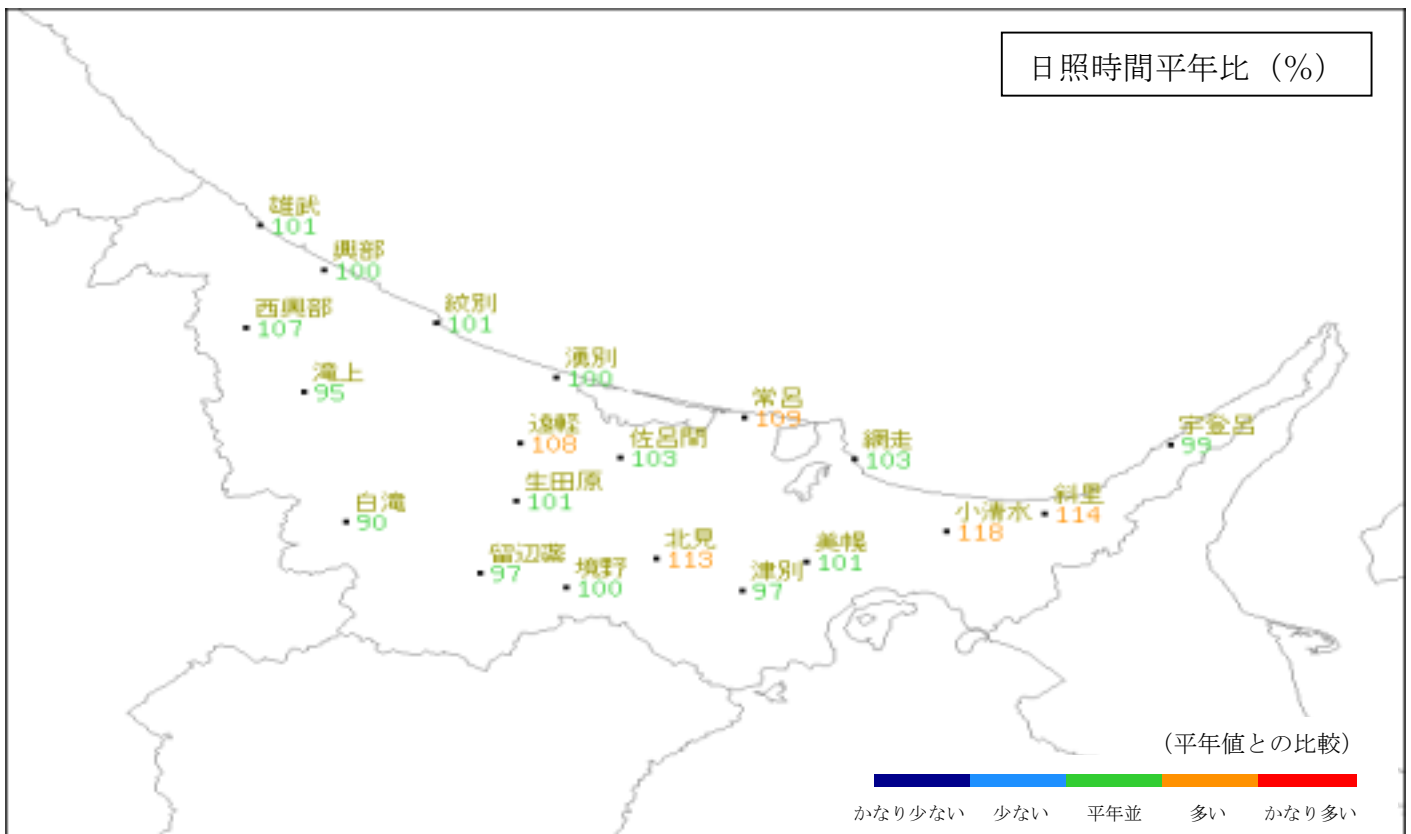 日照時間平年比（%）
雄武
101
興部
100
西興部
107
紋別
101
滝上
95
湧別
100
常呂
109
遠軽
108
佐呂間
103
網走
103
宇登呂
99
生田原
101
白滝
90
斜里
114
小清水
118
北見
113
美幌
101
留辺蘂
97
境野
100
津別
97
（平年値との比較）
かなり少ない 少ない 平年並 多い かなり多い